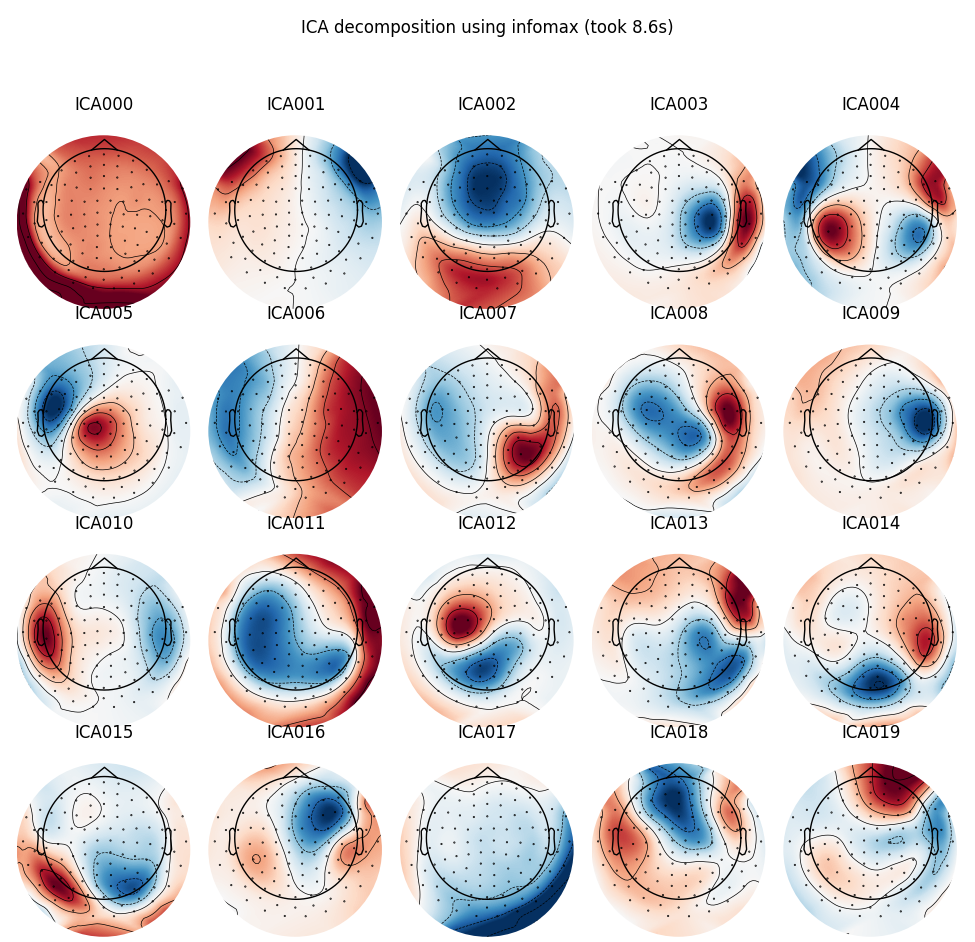 ICA decomposition using infomax (took 8.6s)
ICA000 ICA001 ICA002 ICA003 ICA004
ICA005 ICA006 ICA007 ICA008 ICA009
ICA010 ICA011 ICA012 ICA013 ICA014
ICA015 ICA016 ICA017 ICA018 ICA019